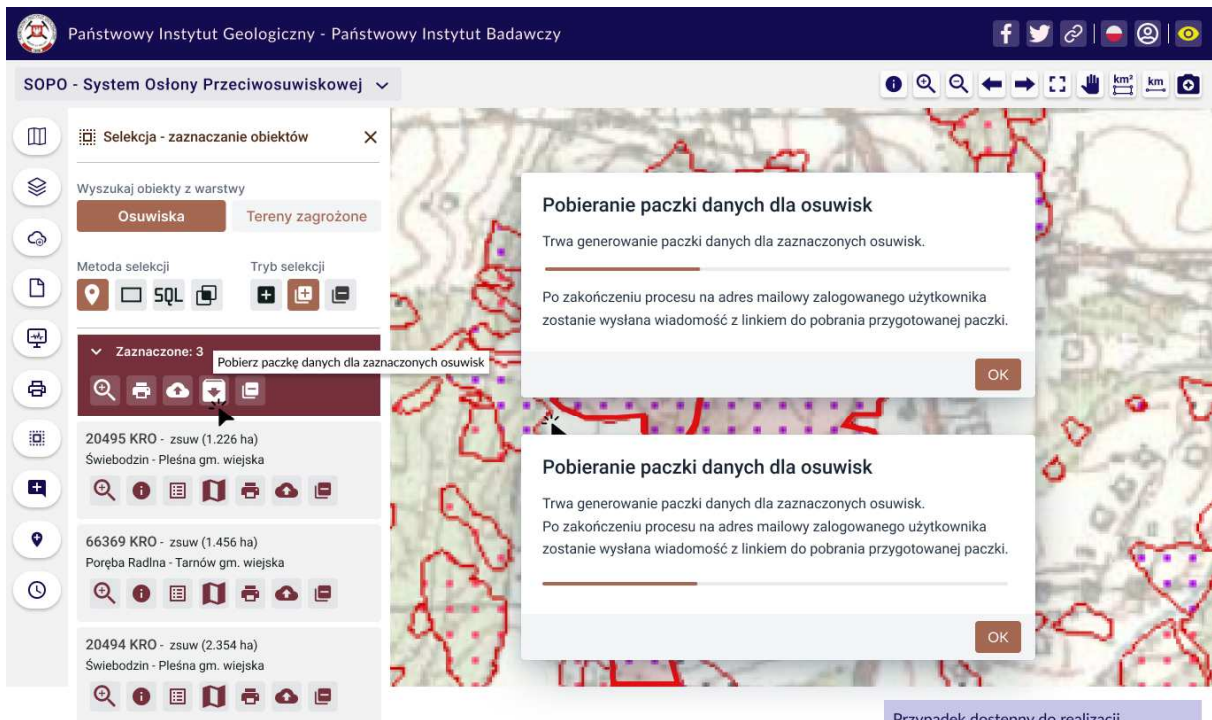 Państwowy Instytut Geologiczny - Państwowy Instytut Badawczy
SOPO - System Osłony Przeciwosuwiskowej
km²
km
Selekcja - zaznaczanie obiektów
Wyszukaj obiekty z warstwy
Osuwiska
Tereny zagrożone
Metoda selekcji
Tryb selekcji
SQL
Zaznaczone: 3
Pobierz paczkę danych dla zaznaczonych osuwisk
20495 KRO - zsuw (1.226 ha)
Świebodzin - Pleśna gm. wiejska
66369 KRO - zsuw (1.456 ha)
Poręba Radlna - Tarnów gm. wiejska
20494 KRO - zsuw (2.354 ha)
Świebodzin - Pleśna gm. wiejska
Pobieranie paczki danych dla osuwisk
Trwa generowanie paczki danych dla zaznaczonych osuwisk.
Po zakończeniu procesu na adres mailowy zalogowanego użytkownika
zostanie wysłana wiadomość z linkiem do pobrania przygotowanej paczki.
OK
Pobieranie paczki danych dla osuwisk
Trwa generowanie paczki danych dla zaznaczonych osuwisk.
Po zakończeniu procesu na adres mailowy zalogowanego użytkownika
zostanie wysłana wiadomość z linkiem do pobrania przygotowanej paczki.
OK
Przypadek dostępny do realizacji